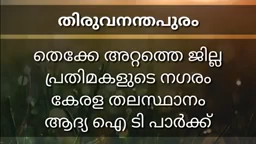 തിരുവനന്തപുരം
തെക്കേ അറ്റത്തെ ജില്ല
പ്രതിമകളുടെ നഗരം
കേരള തലസ്ഥാനം
ആദ്യ ഐ ടി പാർക്ക്